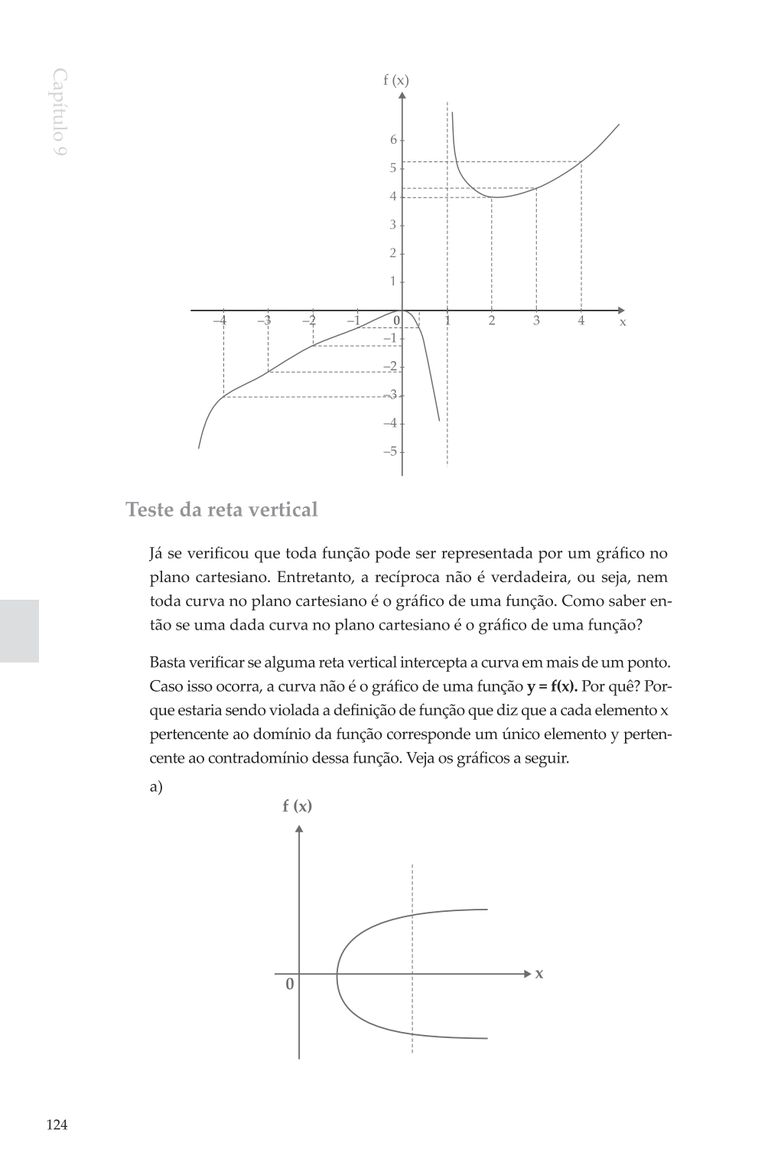 Capítulo 9
f (x)
6
5
4
3
2
1
–4 –3 –2 –1 0 1 2 3 4 x
–1
–2
–3
–4
–5
Teste da reta vertical
Já se verificou que toda função pode ser representada por um gráfico no
plano cartesiano. Entretanto, a recíproca não é verdadeira, ou seja, nem
toda curva no plano cartesiano é o gráfico de uma função. Como saber en-
tão se uma dada curva no plano cartesiano é o gráfico de uma função?
Basta verificar se alguma reta vertical intercepta a curva em mais de um ponto.
Caso isso ocorra, a curva não é o gráfico de uma função y = f(x). Por quê? Por-
que estaria sendo violada a definição de função que diz que a cada elemento x
pertencente ao domínio da função corresponde um único elemento y perten-
cente ao contradomínio dessa função. Veja os gráficos a seguir.
a)
f (x)
x
0
124